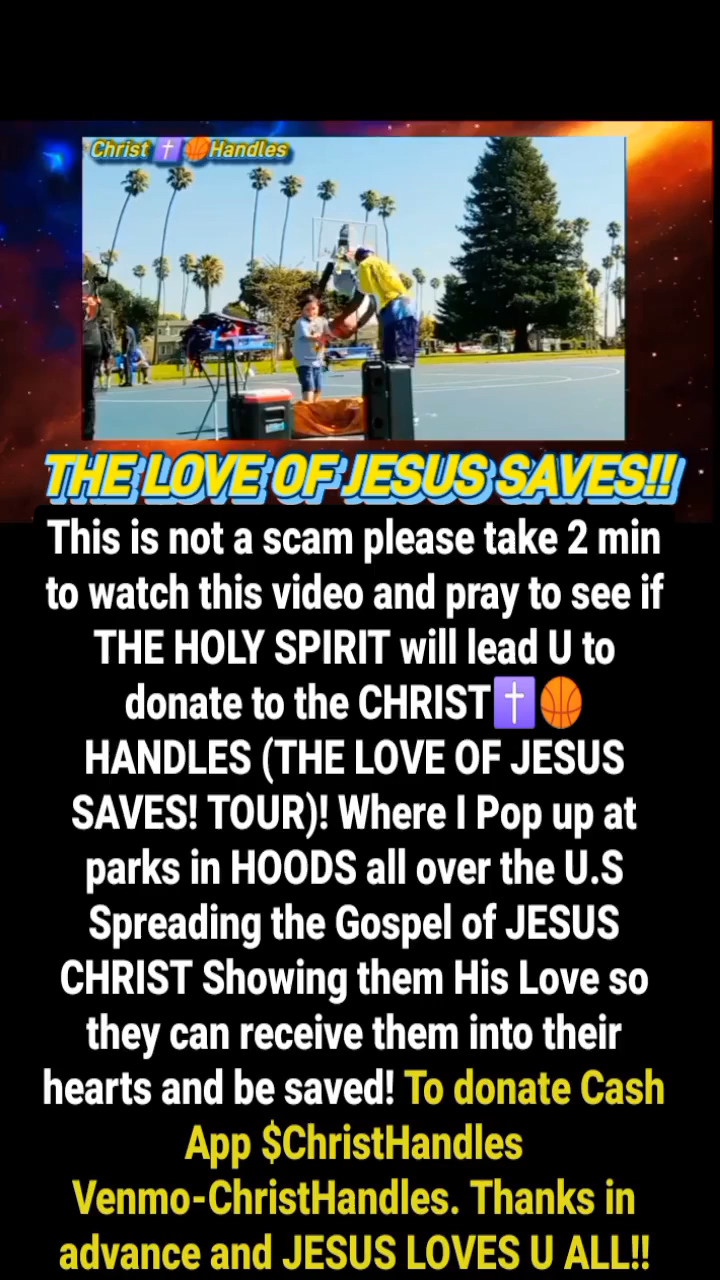 Christ ✝️🏀Handles
THE LOVE OF JESUS SAVES!!
This is not a scam please take 2 min
to watch this video and pray to see if
THE HOLY SPIRIT will lead U to
donate to the CHRIST✝️🏀
HANDLES (THE LOVE OF JESUS
SAVES! TOUR)! Where I Pop up at
parks in HOODS all over the U.S
Spreading the Gospel of JESUS
CHRIST Showing them His Love so
they can receive them into their
hearts and be saved! To donate Cash
App $ChristHandles
Venmo-ChristHandles. Thanks in
advance and JESUS LOVES U ALL!!